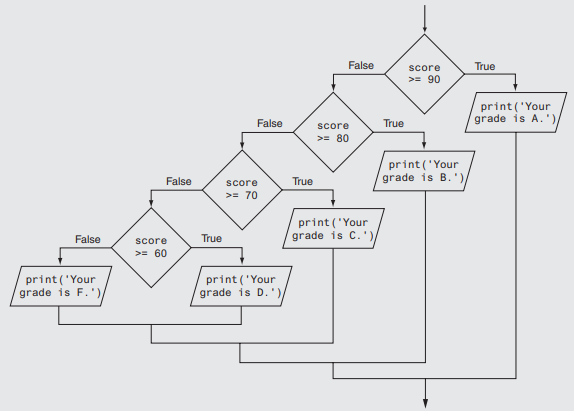 False
score
>= 90
True
print('Your
grade is A.')
False
score
>= 80
True
print('Your
grade is B.')
False
score
>= 70
True
print('Your
grade is C.')
False
score
>= 60
True
print('Your
grade is F.')
print('Your
grade is D.')